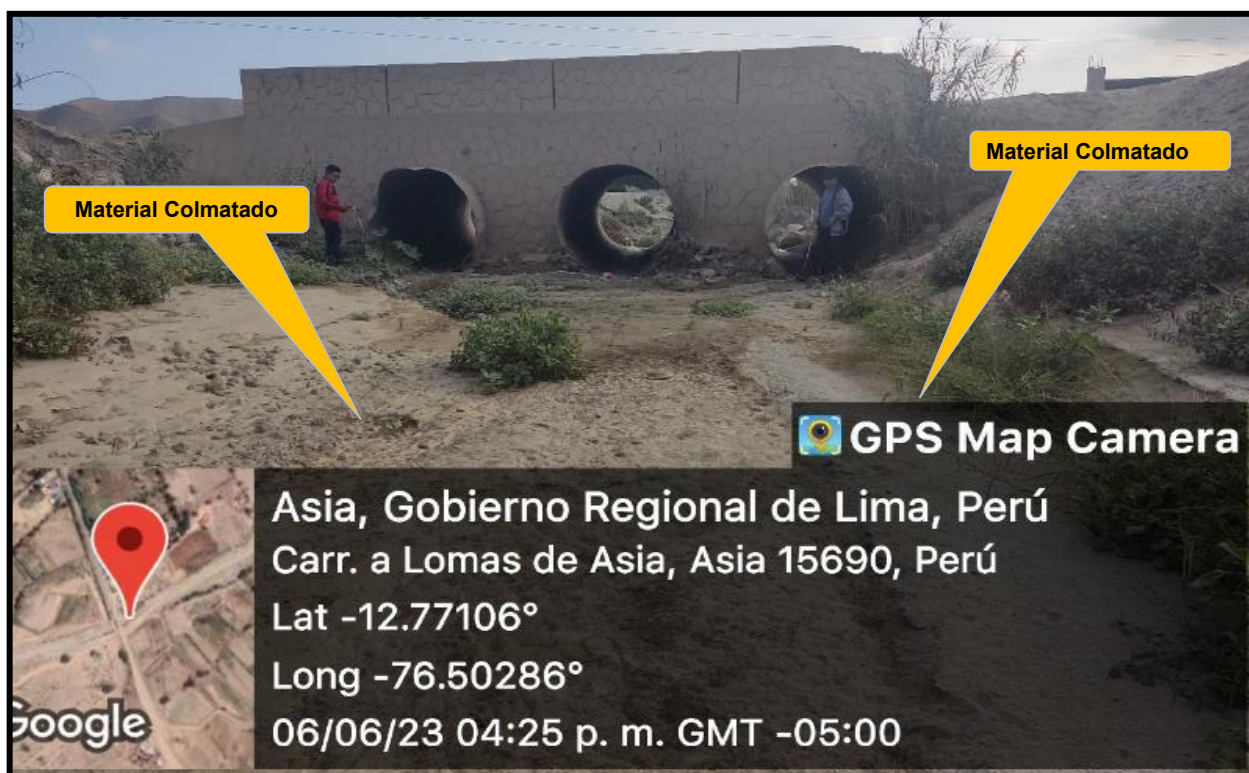 Material Colmatado
Material Colmatado
GPS Map Camera
Asia, Gobierno Regional de Lima, Perú
Carr. a Lomas de Asia, Asia 15690, Perú
Lat -12.77106°
Long -76.50286°
06/06/23 04:25 p. m. GMT -05:00
Google